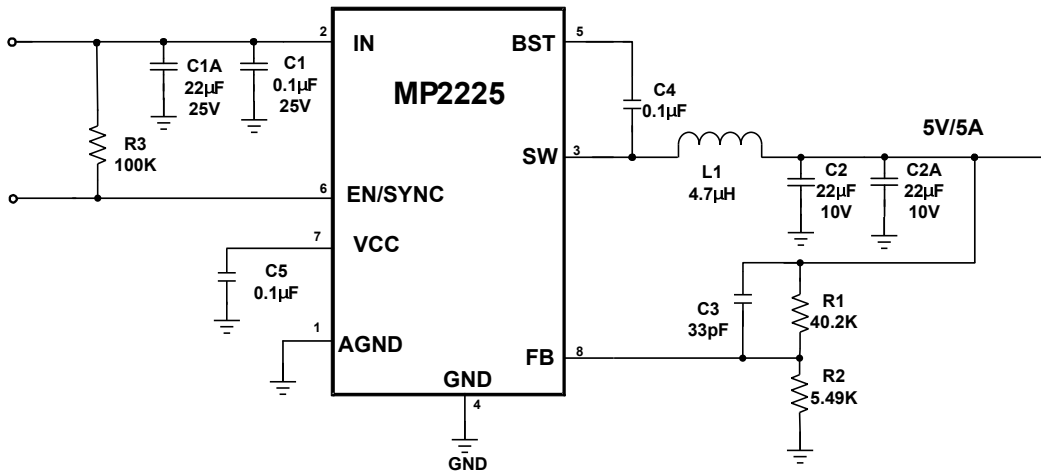 2
IN
BST
5
C1A
22µF
25V
C1
0.1µF
25V
MP2225
C4
0.1µF
R3
100K
SW
3
5V/5A
L1
4.7µH
C2
22µF
10V
C2A
22µF
10V
6
EN/SYNC
7
VCC
C5
0.1µF
C3
33pF
R1
40.2K
1
AGND
FB
8
GND
4
R2
5.49K
GND